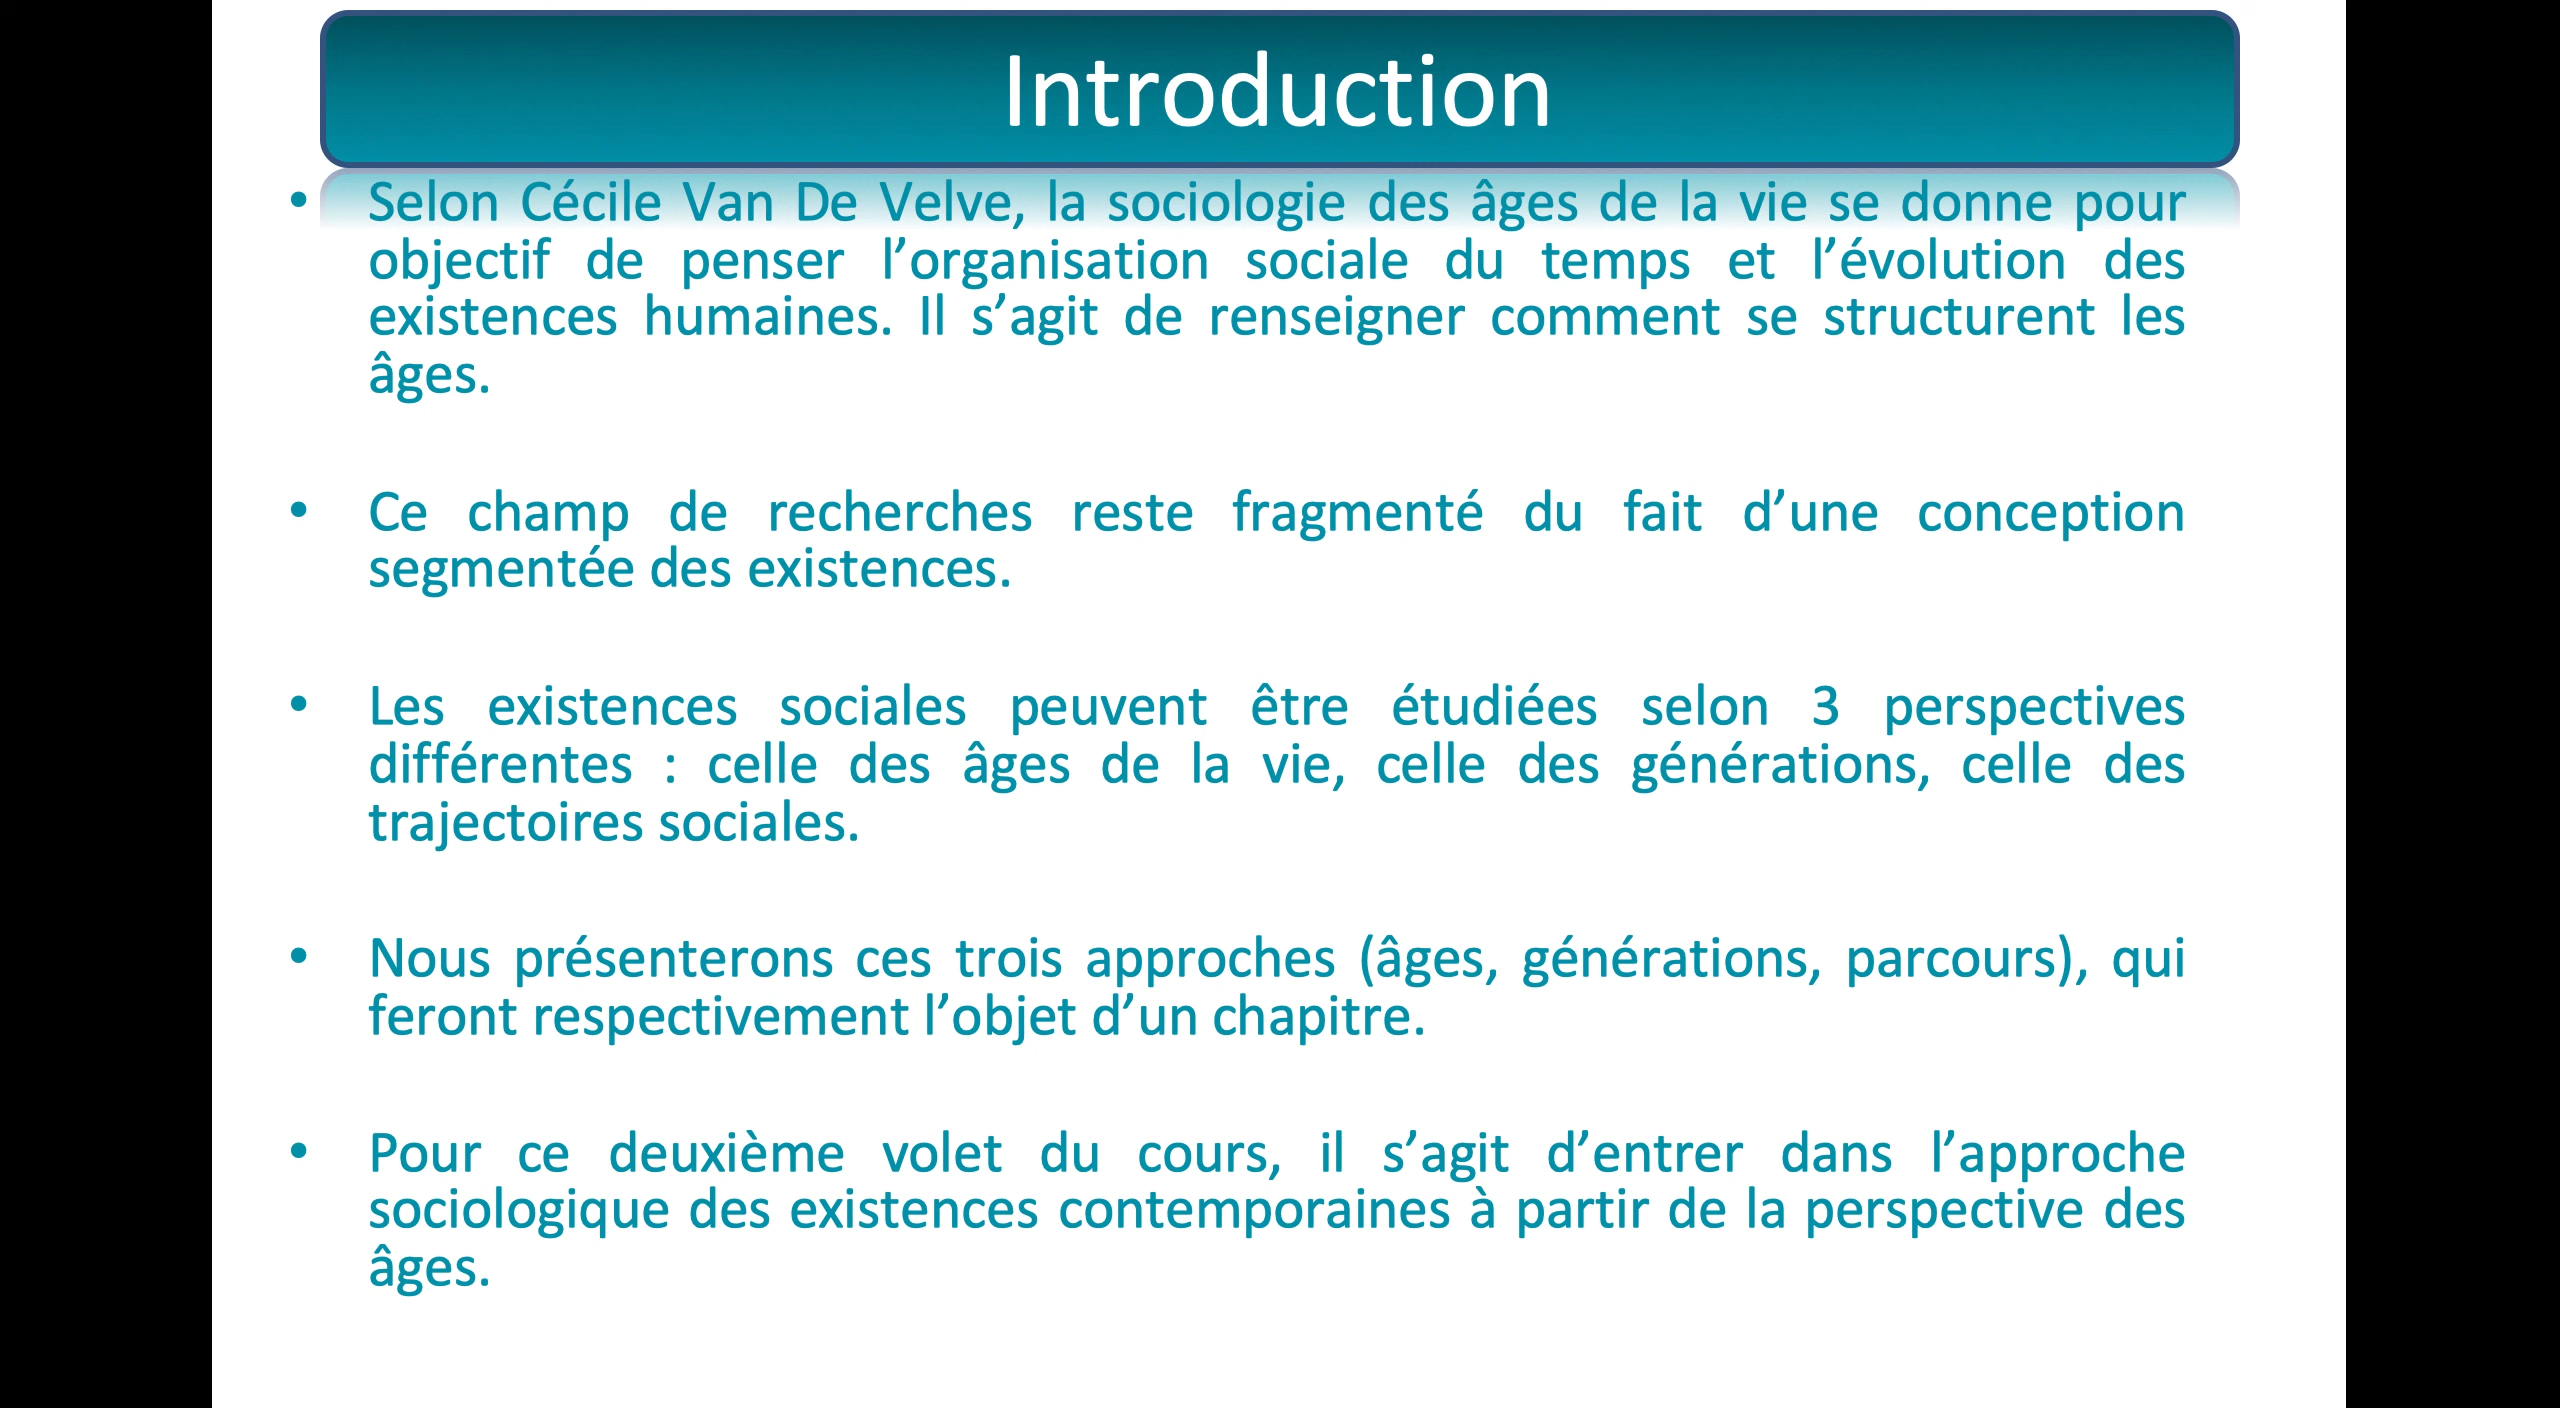 Introduction
• Selon Cécile Van De Velve, la sociologie des âges de la vie se donne pour
objectif de penser l’organisation sociale du temps et l’évolution des
existences humaines. Il s’agit de renseigner comment se structurent les
âges.
• Ce champ de recherches reste fragmenté du fait d’une conception
segmentée des existences.
• Les existences sociales peuvent être étudiées selon 3 perspectives
différentes : celle des âges de la vie, celle des générations, celle des
trajectoires sociales.
• Nous présenterons ces trois approches (âges, générations, parcours), qui
feront respectivement l’objet d’un chapitre.
• Pour ce deuxième volet du cours, il s’agit d’entrer dans l’approche
sociologique des existences contemporaines à partir de la perspective des
âges.